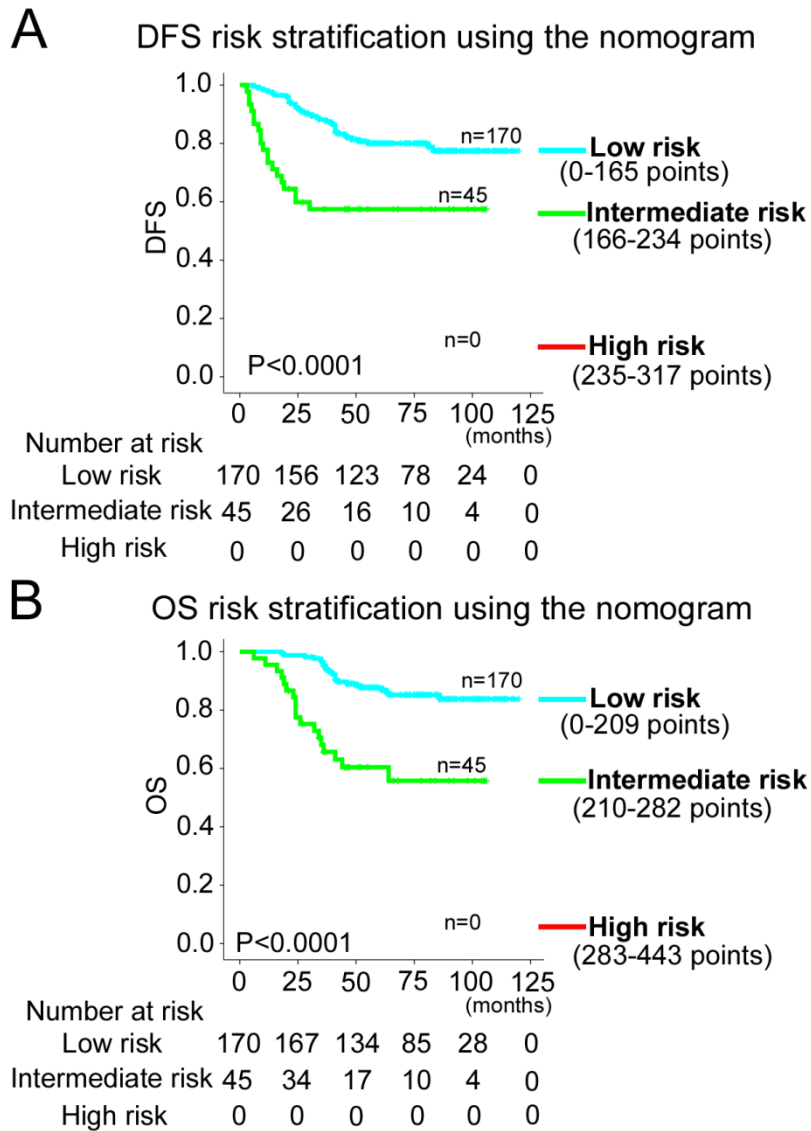 A
DFS risk stratification using the nomogram
1.0
0.8
0.6
0.4
0.2
0.0
DFS
n=170
n=45
n=0
P<0.0001
Low risk
(0-165 points)
Intermediate risk
(166-234 points)
High risk
(235-317 points)
0 25 50 75 100 125
(months)
Number at risk
Low risk 170 156 123 78 24 0
Intermediate risk 45 26 16 10 4 0
High risk 0 0 0 0 0 0
B
OS risk stratification using the nomogram
1.0
0.8
0.6
0.4
0.2
0.0
OS
n=170
n=45
n=0
P<0.0001
Low risk
(0-209 points)
Intermediate risk
(210-282 points)
High risk
(283-443 points)
0 25 50 75 100 125
(months)
Number at risk
Low risk 170 167 134 85 28 0
Intermediate risk 45 34 17 10 4 0
High risk 0 0 0 0 0 0